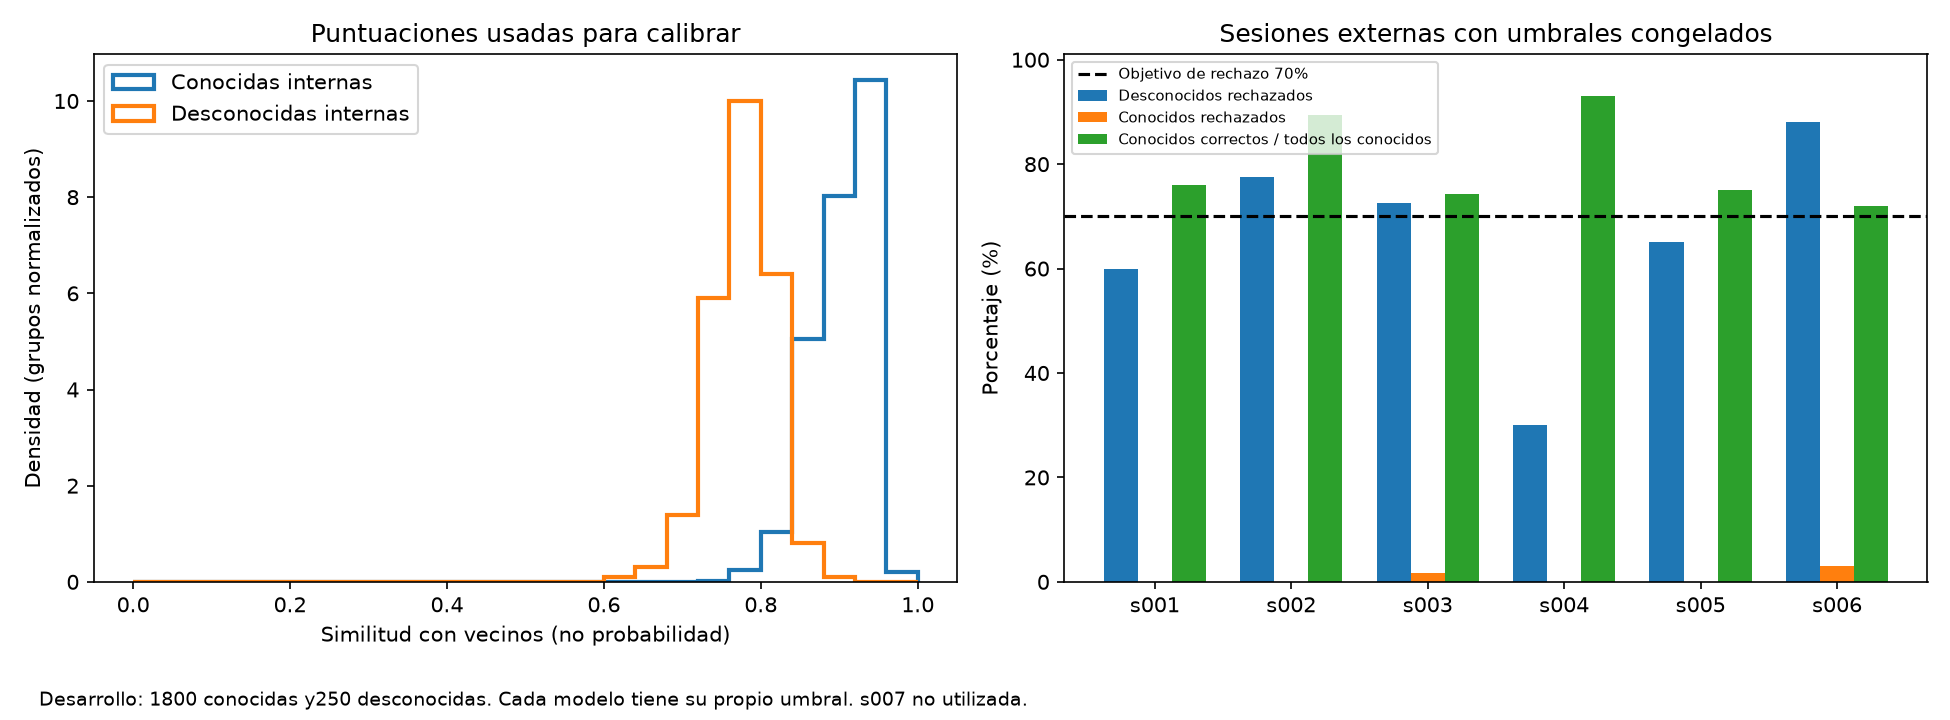 Puntuaciones usadas para calibrar
Conocidas internas
Desconocidas internas
Densidad (grupos normalizados)
10
8
6
4
2
0
0.0 0.2 0.4 0.6 0.8 1.0
Similitud con vecinos (no probabilidad)
Sesiones externas con umbrales congelados
Objetivo de rechazo 70%
Desconocidos rechazados
Conocidos rechazados
Conocidos correctos / todos los conocidos
Porcentaje (%)
100
80
60
40
20
0
s001 s002 s003 s004 s005 s006
Desarrollo: 1800 conocidas y250 desconocidas. Cada modelo tiene su propio umbral. s007 no utilizada.